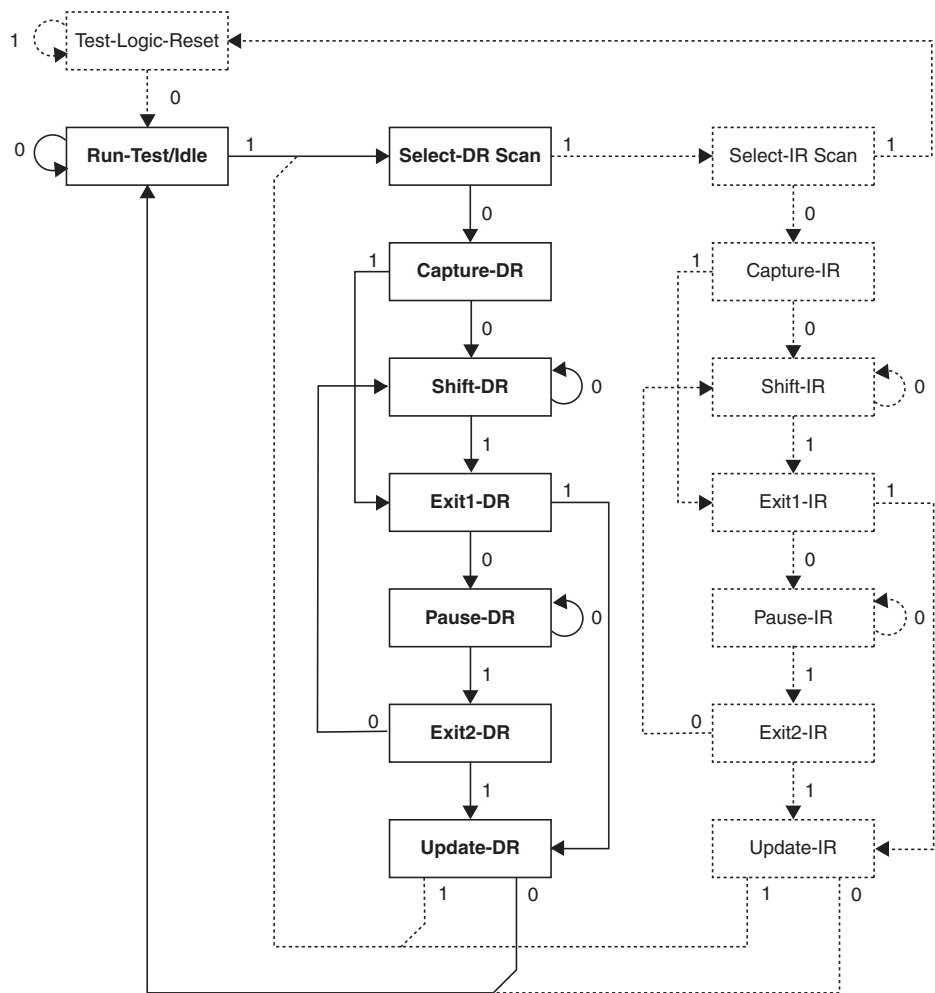 1
Test-Logic-Reset
0
0
Run-Test/Idle
1
Select-DR Scan
1
Select-IR Scan
1
0
0
1
Capture-DR
1
Capture-IR
0
0
Shift-DR
0
Shift-IR
0
1
1
Exit1-DR
1
Exit1-IR
1
0
0
Pause-DR
0
Pause-IR
0
1
1
0
Exit2-DR
0
Exit2-IR
1
1
Update-DR
Update-IR
1
0
1
0